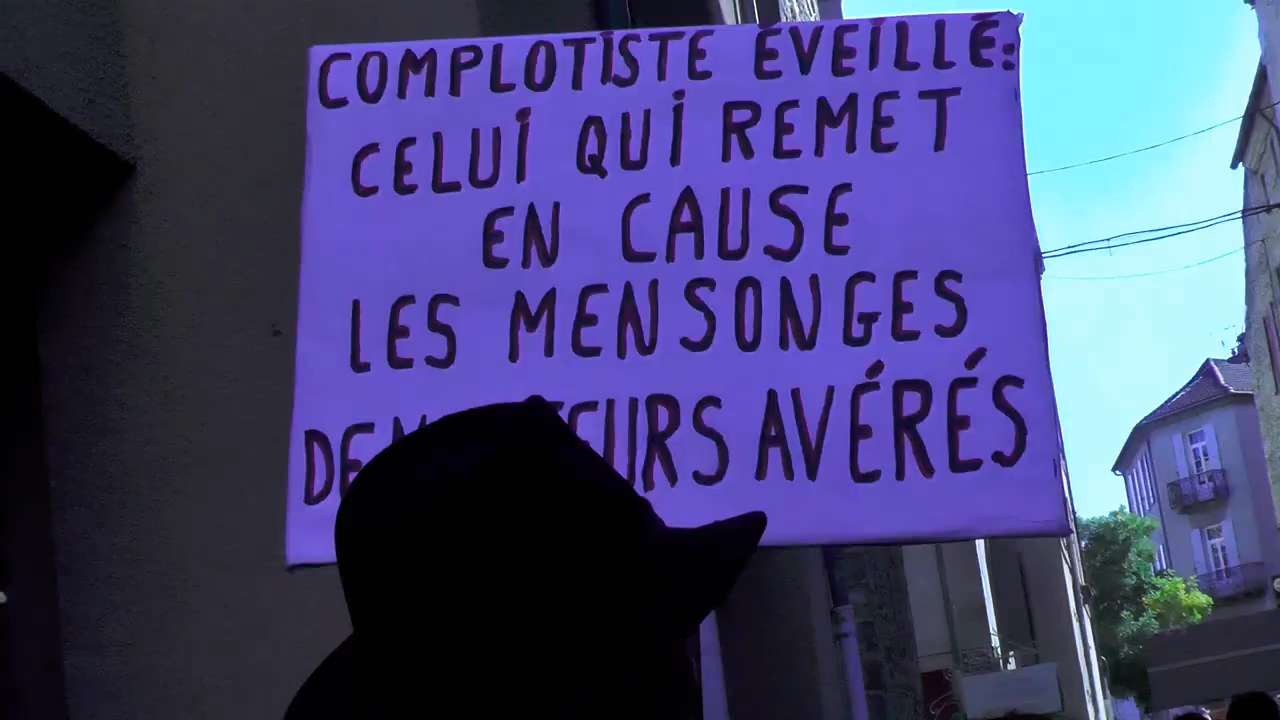 COMPLOTISTE ÉVEILLÉ:
CELUI QUI REMET
EN CAUSE
LES MENSONGES
AVÉRÉS